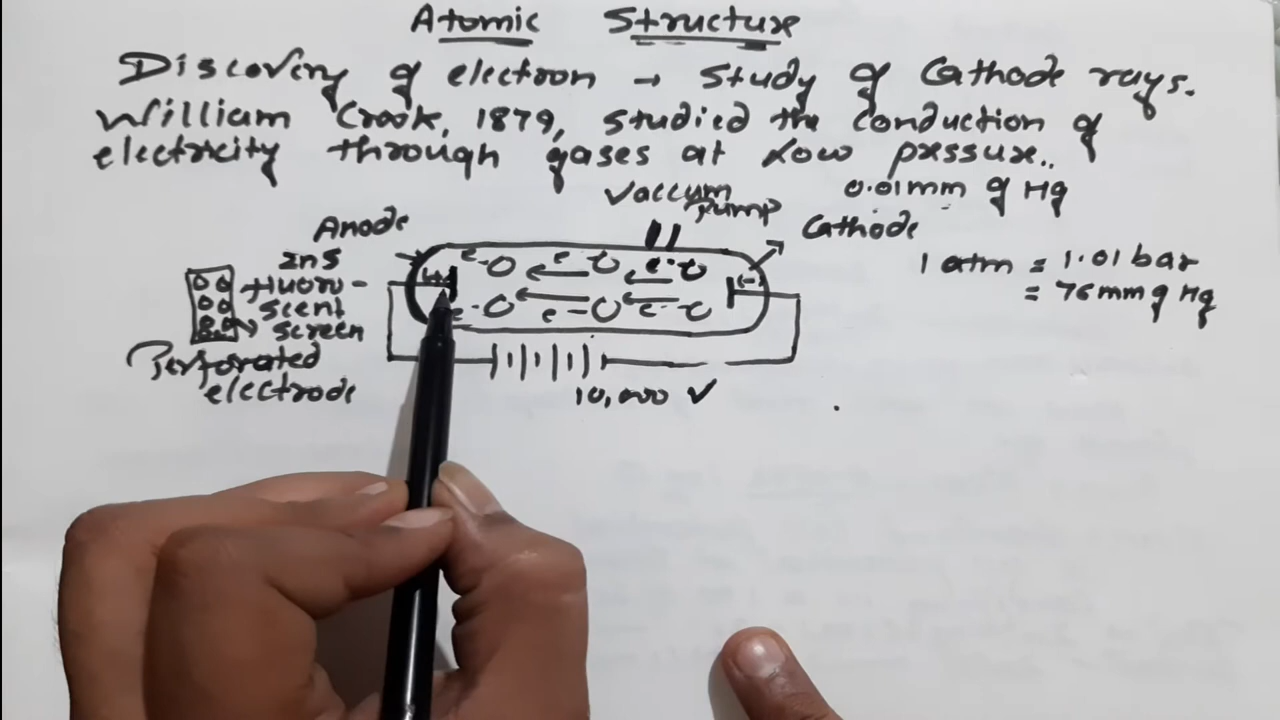 Atomic Structure
Discovery of electron → Study of Cathode rays.
William Crook, 1879, studied the conduction of
electricity through gases at low pressure..
0.01mm of Hg
Vaccum
Pump
Anode
Cathode
ZnS
Fluoro-
scent
screen
Perforated
electrode
(+)
(-)
e-
e-
e-
e-
e-
e-
10,000 V
1 atm = 1.01 bar
= 76 mm of Hg